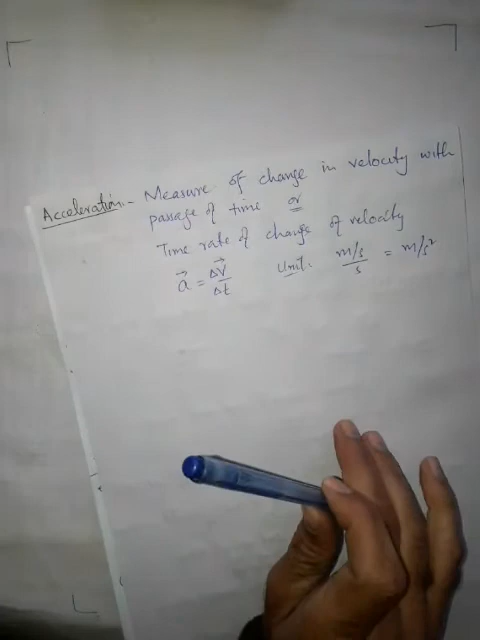 Acceleration:- Measure of change in velocity with
passage of time or
Time rate of change of velocity
a⃗ = Δv⃗/Δt Unit:- m/s/s = m/s²